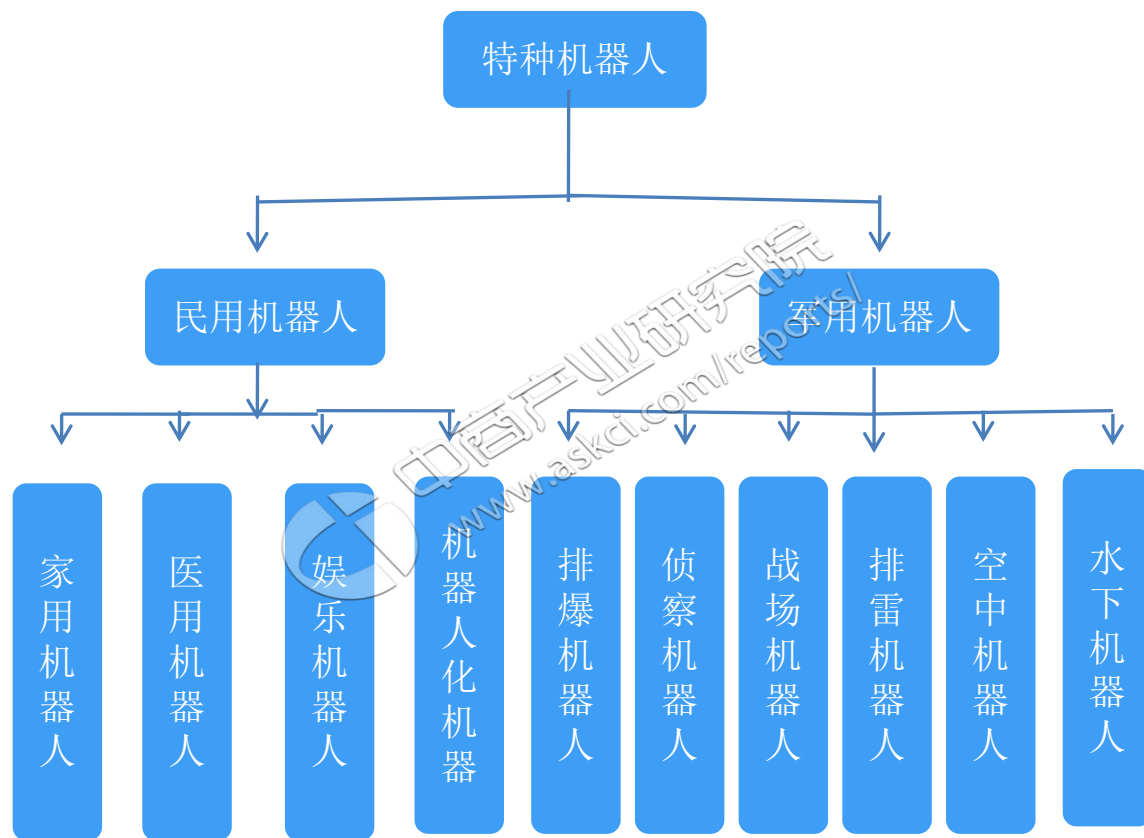 特种机器人
民用机器人
军用机器人
家用机器人
医用机器人
娱乐机器人
机器人化机器
排爆机器人
侦察机器人
战场机器人
排雷机器人
空中机器人
水下机器人
中商产业研究院
www.askci.com/reports/